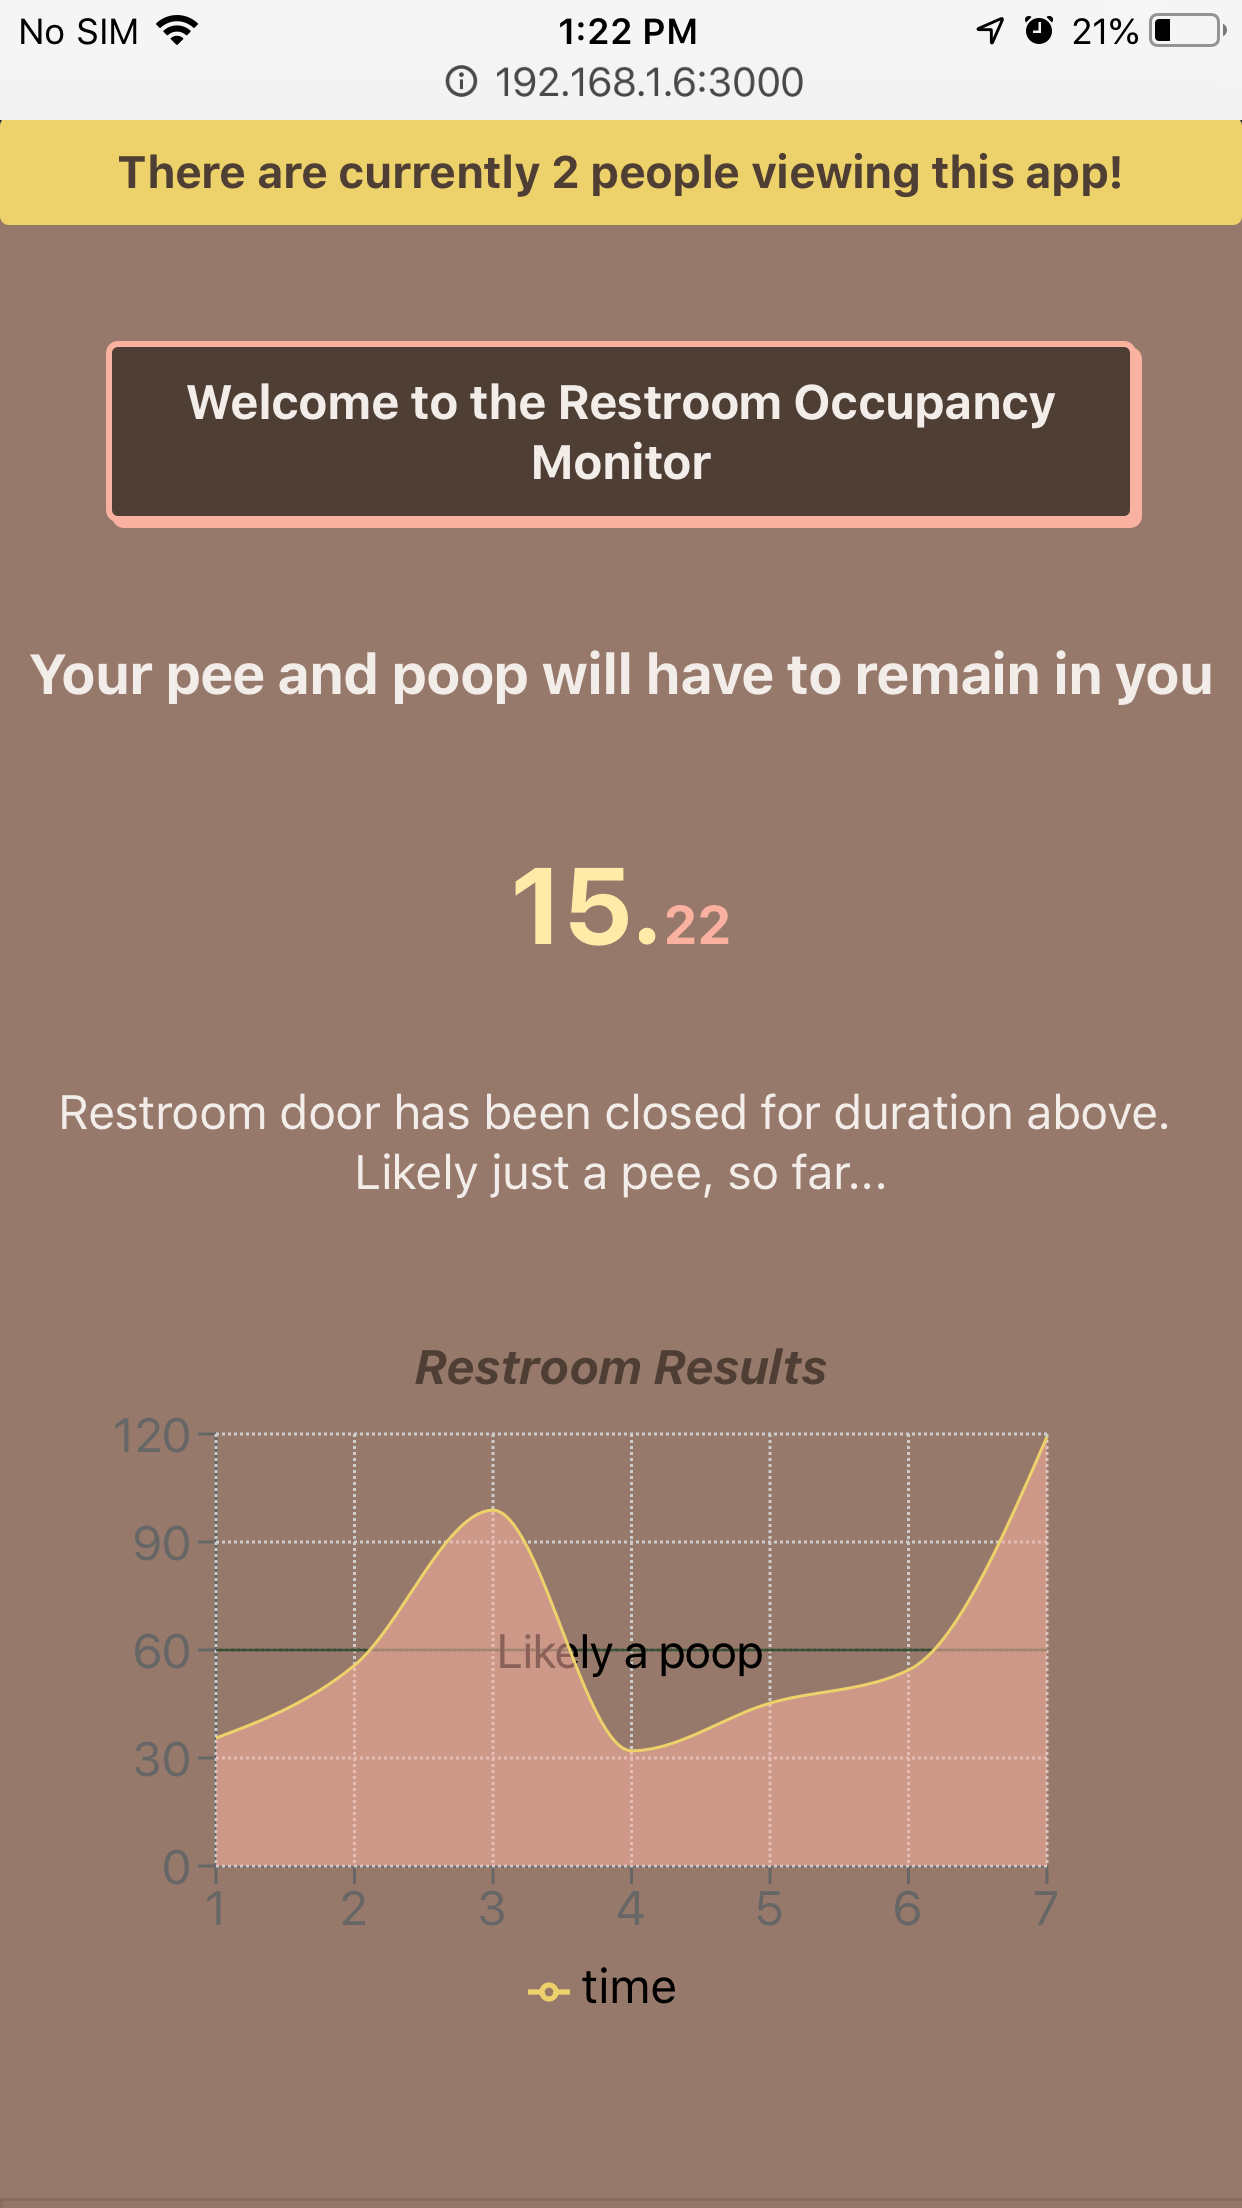 No SIM 1:22 PM 21%
192.168.1.6:3000
There are currently 2 people viewing this app!
Welcome to the Restroom Occupancy
Monitor
Your pee and poop will have to remain in you
15.22
Restroom door has been closed for duration above.
Likely just a pee, so far...
Restroom Results
120
90
60
Likely a poop
30
0
1 2 3 4 5 6 7
time